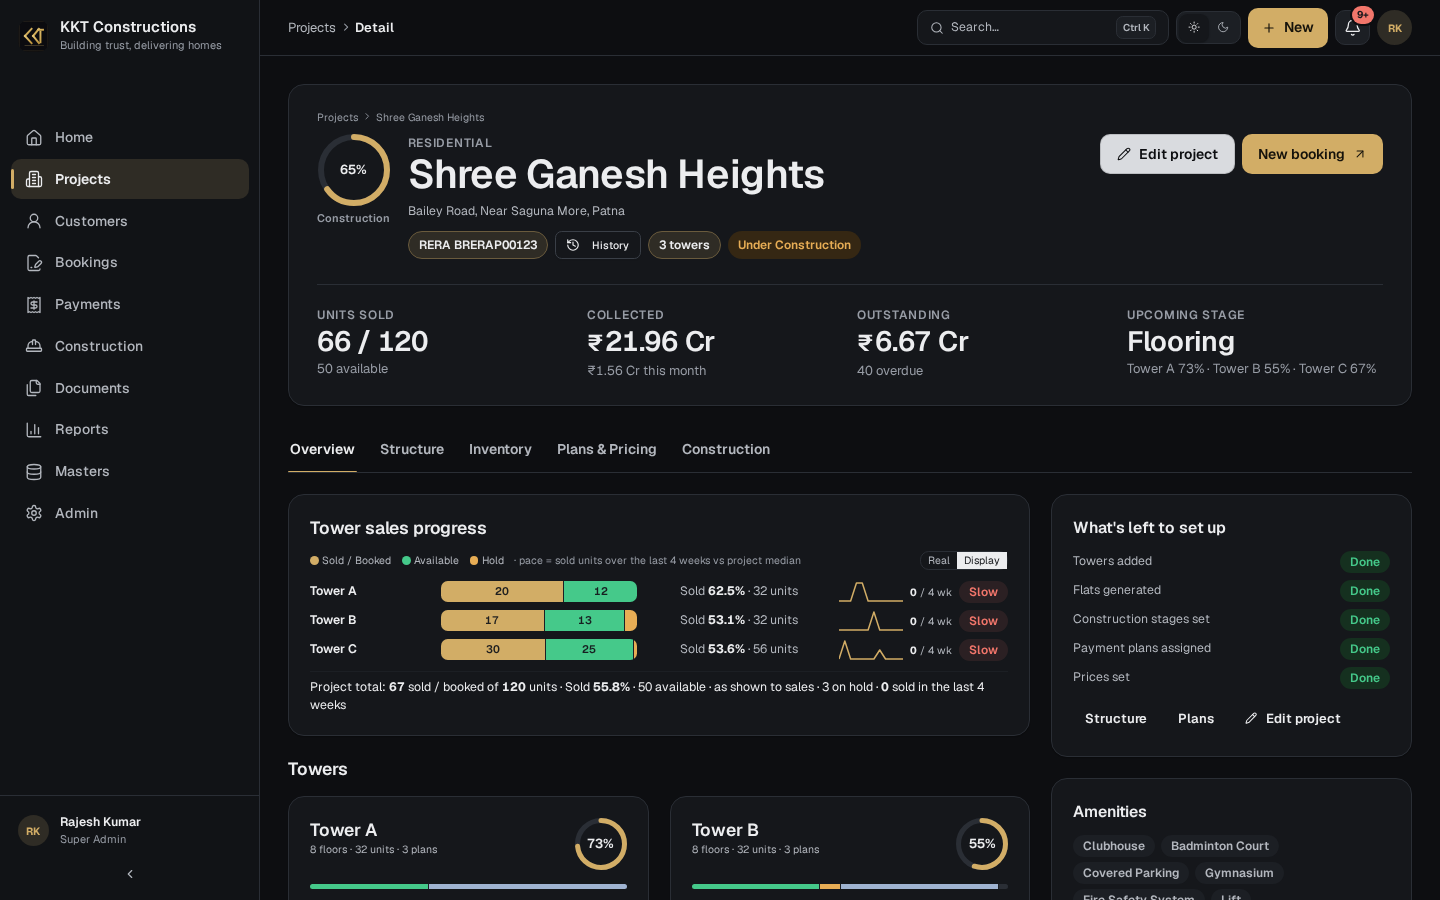 KKT Constructions
Building trust, delivering homes
Projects > Detail
Search...
Ctrl K
New
9+
RK
Home
Projects
Customers
Bookings
Payments
Construction
Documents
Reports
Masters
Admin
RK
Rajesh Kumar
Super Admin
Projects > Shree Ganesh Heights
65%
Construction
RESIDENTIAL
Shree Ganesh Heights
Bailey Road, Near Saguna More, Patna
RERA BRERAP00123
History
3 towers
Under Construction
Edit project
New booking
UNITS SOLD
66 / 120
50 available
COLLECTED
₹21.96 Cr
₹1.56 Cr this month
OUTSTANDING
₹6.67 Cr
40 overdue
UPCOMING STAGE
Flooring
Tower A 73% · Tower B 55% · Tower C 67%
Overview
Structure
Inventory
Plans & Pricing
Construction
Tower sales progress
Sold / Booked
Available
Hold
· pace = sold units over the last 4 weeks vs project median
Real
Display
Tower A 20 12 Sold 62.5% · 32 units 0 / 4 wk Slow
Tower B 17 13 Sold 53.1% · 32 units 0 / 4 wk Slow
Tower C 30 25 Sold 53.6% · 56 units 0 / 4 wk Slow
Project total: 67 sold / booked of 120 units · Sold 55.8% · 50 available · as shown to sales · 3 on hold · 0 sold in the last 4
weeks
Towers
Tower A
8 floors · 32 units · 3 plans
73%
Tower B
8 floors · 32 units · 3 plans
55%
What's left to set up
Towers added Done
Flats generated Done
Construction stages set Done
Payment plans assigned Done
Prices set Done
Structure
Plans
Edit project
Amenities
Clubhouse
Badminton Court
Covered Parking
Gymnasium
Fire Safety System
Lift